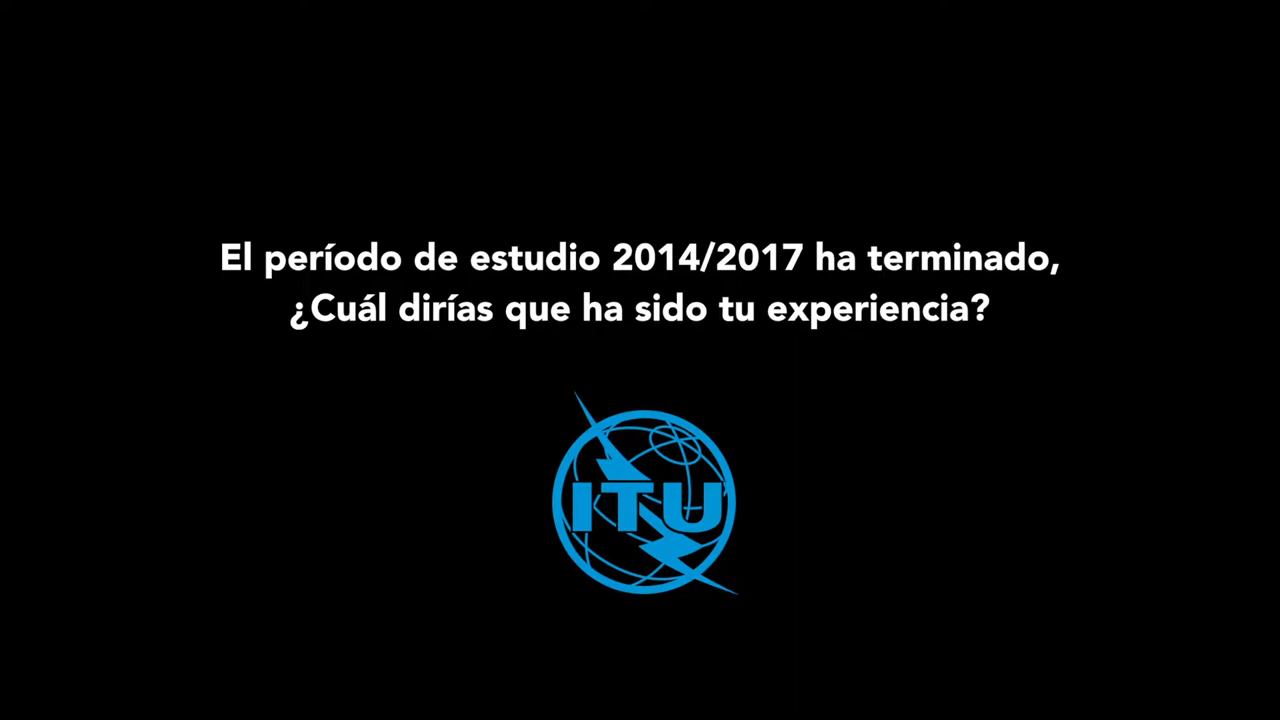 El período de estudio 2014/2017 ha terminado,
¿Cuál dirías que ha sido tu experiencia?
ITU